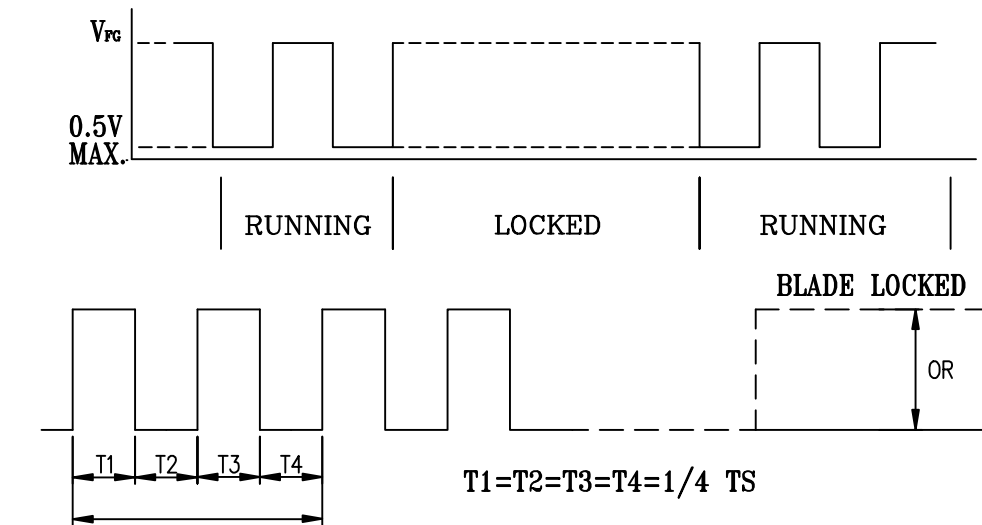 VFG
0.5V
MAX.
RUNNING LOCKED RUNNING
BLADE LOCKED
OR
T1 T2 T3 T4
T1=T2=T3=T4=1/4 TS